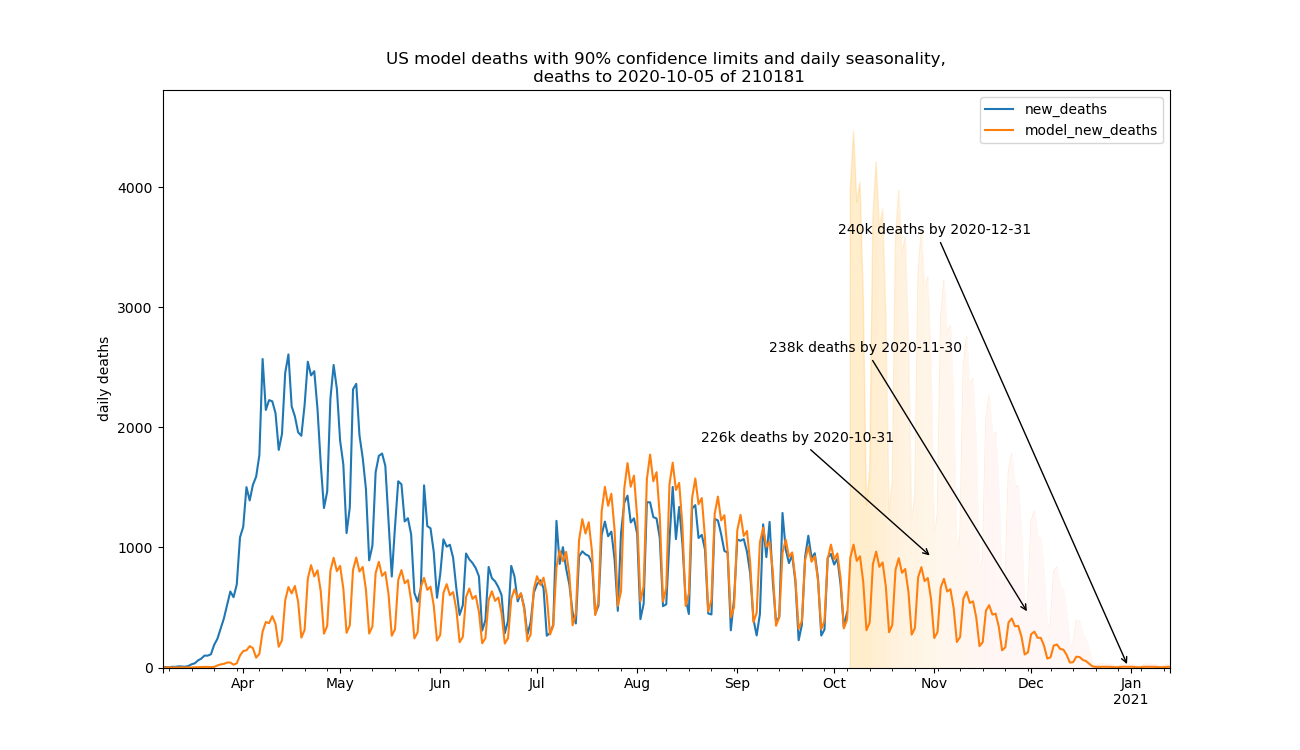 US model deaths with 90% confidence limits and daily seasonality,
deaths to 2020-10-05 of 210181
new_deaths
model_new_deaths
daily deaths
4000
3000
2000
1000
0
240k deaths by 2020-12-31
238k deaths by 2020-11-30
226k deaths by 2020-10-31
Apr
May
Jun
Jul
Aug
Sep
Oct
Nov
Dec
Jan
2021